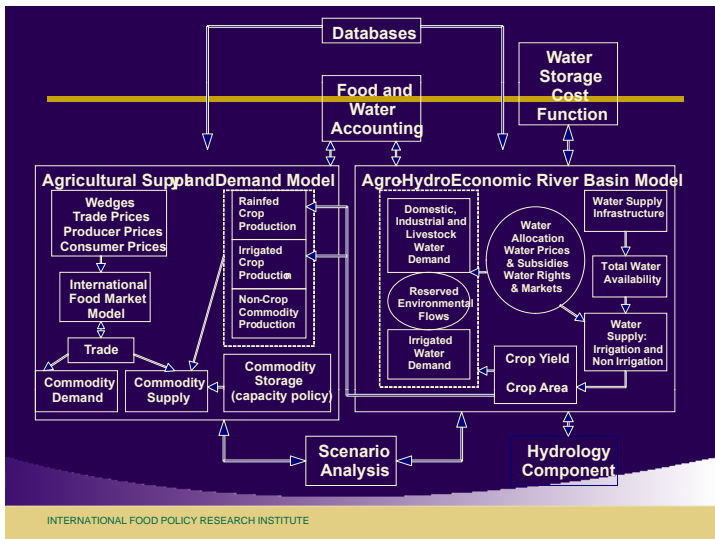 Databases
Water
Storage
Cost
Function
Food and
Water
Accounting
Agricultural SupplyandDemand Model
Wedges
Trade Prices
Producer Prices
Consumer Prices
International
Food Market
Model
Trade
Commodity
Demand
Commodity
Supply
Rainfed
Crop
Production
Irrigated
Crop
Production
Non-Crop
Commodity
Production
Commodity
Storage
(capacity policy)
Agro-HydroEconomic River Basin Model
Domestic,
Industrial and
Livestock
Water
Demand
Reserved
Environmental
Flows
Irrigated
Water
Demand
Water
Allocation
Water Prices
& Subsidies
Water Rights
& Markets
Water Supply
Infrastructure
Total Water
Availability
Water
Supply:
Irrigation and
Non Irrigation
Crop Yield
Crop Area
Scenario
Analysis
Hydrology
Component
INTERNATIONAL FOOD POLICY RESEARCH INSTITUTE